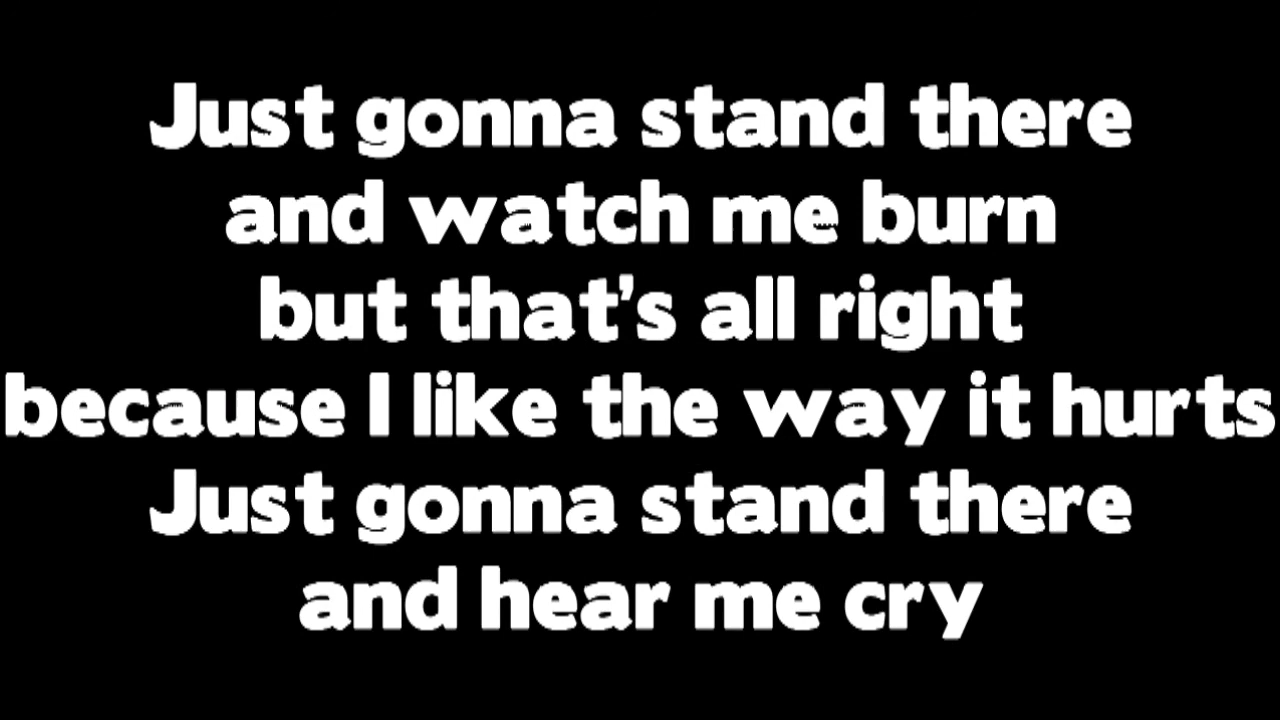 Just gonna stand there
and watch me burn
but that's all right
because I like the way it hurts
Just gonna stand there
and hear me cry